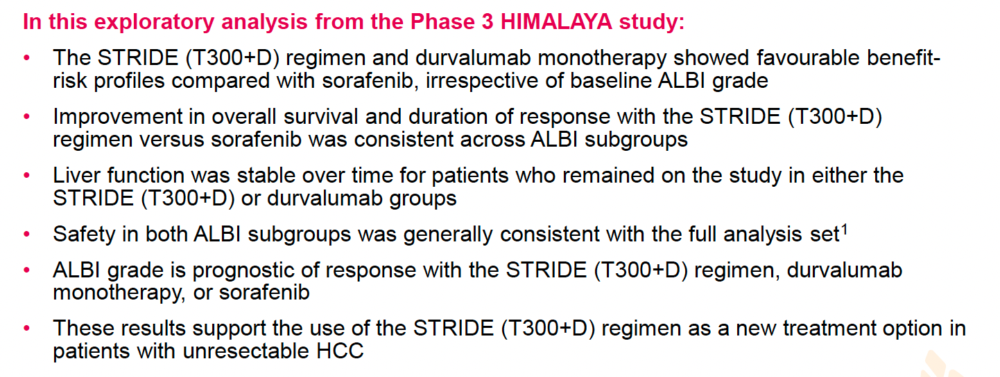 In this exploratory analysis from the Phase 3 HIMALAYA study:
• The STRIDE (T300+D) regimen and durvalumab monotherapy showed favourable benefit-
risk profiles compared with sorafenib, irrespective of baseline ALBI grade
• Improvement in overall survival and duration of response with the STRIDE (T300+D)
regimen versus sorafenib was consistent across ALBI subgroups
• Liver function was stable over time for patients who remained on the study in either the
STRIDE (T300+D) or durvalumab groups
• Safety in both ALBI subgroups was generally consistent with the full analysis set¹
• ALBI grade is prognostic of response with the STRIDE (T300+D) regimen, durvalumab
monotherapy, or sorafenib
• These results support the use of the STRIDE (T300+D) regimen as a new treatment option in
patients with unresectable HCC